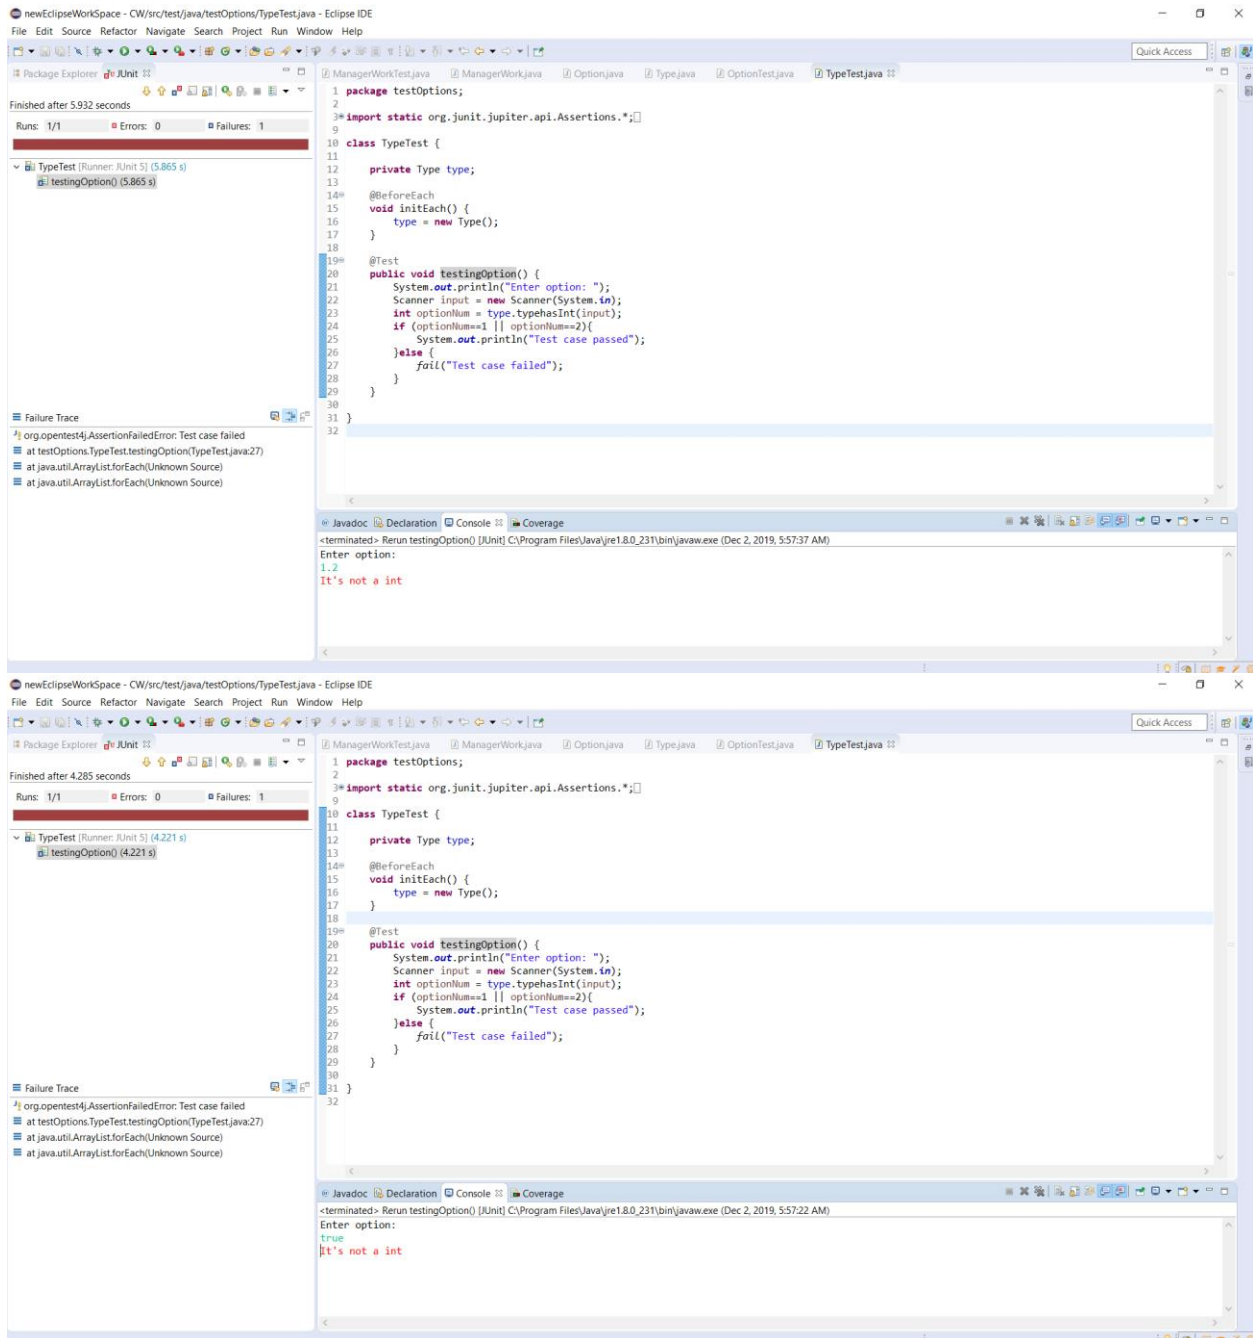 newEclipseWorkSpace - CW/src/test/java/testOptions/TypeTest.java - Eclipse IDE
File Edit Source Refactor Navigate Search Project Run Window Help
Quick Access
Package Explorer JUnit
ManagerWorkTest.java ManagerWork.java Option.java Type.java OptionTest.java TypeTest.java
Finished after 5.932 seconds
Runs: 1/1 Errors: 0 Failures: 1
TypeTest [Runner: JUnit 5] (5.865 s)
testingOption() (5.865 s)
1 package testOptions;
2
3 import static org.junit.jupiter.api.Assertions.*;
9
10 class TypeTest {
11
12 private Type type;
13
14 @BeforeEach
15 void initEach() {
16 type = new Type();
17 }
18
19 @Test
20 public void testingOption() {
21 System.out.println("Enter option: ");
22 Scanner input = new Scanner(System.in);
23 int optionNum = type.typehasInt(input);
24 if (optionNum==1 || optionNum==2){
25 System.out.println("Test case passed");
26 }else {
27 fail("Test case failed");
28 }
29 }
30
31 }
32
Failure Trace
org.opentest4j.AssertionFailedError: Test case failed
at testOptions.TypeTest.testingOption(TypeTest.java:27)
at java.util.ArrayList.forEach(Unknown Source)
at java.util.ArrayList.forEach(Unknown Source)
Javadoc Declaration Console Coverage
<terminated> Rerun testingOption() [JUnit] C:\Program Files\Java\jre1.8.0_231\bin\javaw.exe (Dec 2, 2019, 5:57:37 AM)
Enter option:
1.2
It's not a int
newEclipseWorkSpace - CW/src/test/java/testOptions/TypeTest.java - Eclipse IDE
File Edit Source Refactor Navigate Search Project Run Window Help
Quick Access
Package Explorer JUnit
ManagerWorkTest.java ManagerWork.java Option.java Type.java OptionTest.java TypeTest.java
Finished after 4.285 seconds
Runs: 1/1 Errors: 0 Failures: 1
TypeTest [Runner: JUnit 5] (4.221 s)
testingOption() (4.221 s)
1 package testOptions;
2
3 import static org.junit.jupiter.api.Assertions.*;
9
10 class TypeTest {
11
12 private Type type;
13
14 @BeforeEach
15 void initEach() {
16 type = new Type();
17 }
18
19 @Test
20 public void testingOption() {
21 System.out.println("Enter option: ");
22 Scanner input = new Scanner(System.in);
23 int optionNum = type.typehasInt(input);
24 if (optionNum==1 || optionNum==2){
25 System.out.println("Test case passed");
26 }else {
27 fail("Test case failed");
28 }
29 }
30
31 }
32
Failure Trace
org.opentest4j.AssertionFailedError: Test case failed
at testOptions.TypeTest.testingOption(TypeTest.java:27)
at java.util.ArrayList.forEach(Unknown Source)
at java.util.ArrayList.forEach(Unknown Source)
Javadoc Declaration Console Coverage
<terminated> Rerun testingOption() [JUnit] C:\Program Files\Java\jre1.8.0_231\bin\javaw.exe (Dec 2, 2019, 5:57:22 AM)
Enter option:
true
It's not a int